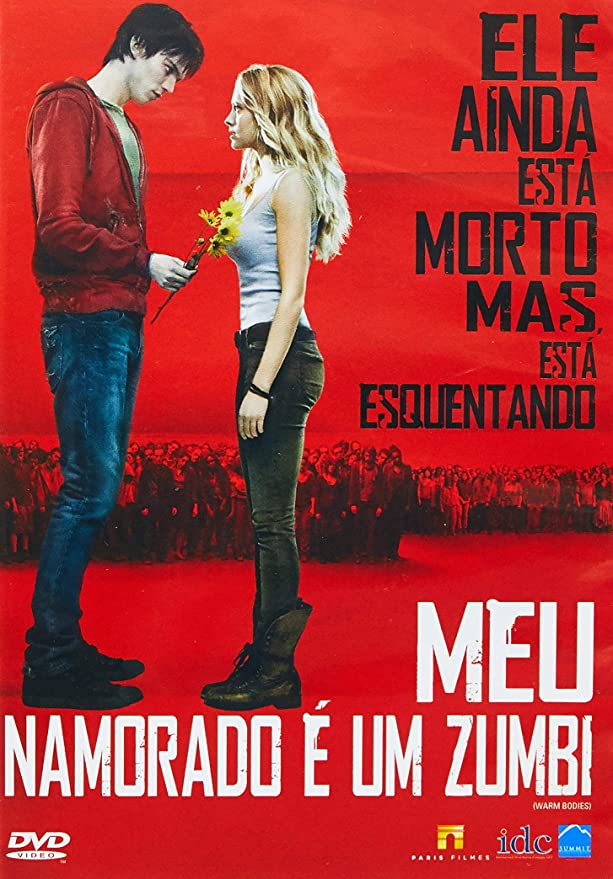 ELE
AINDA
ESTÁ
MORTO
MAS,
ESTÁ
ESQUENTANDO
MEU
NAMORADO É UM ZUMBI
(WARM BODIES)
DVD
VIDEO
TM
PARIS FILMES
idc
SUMMIT